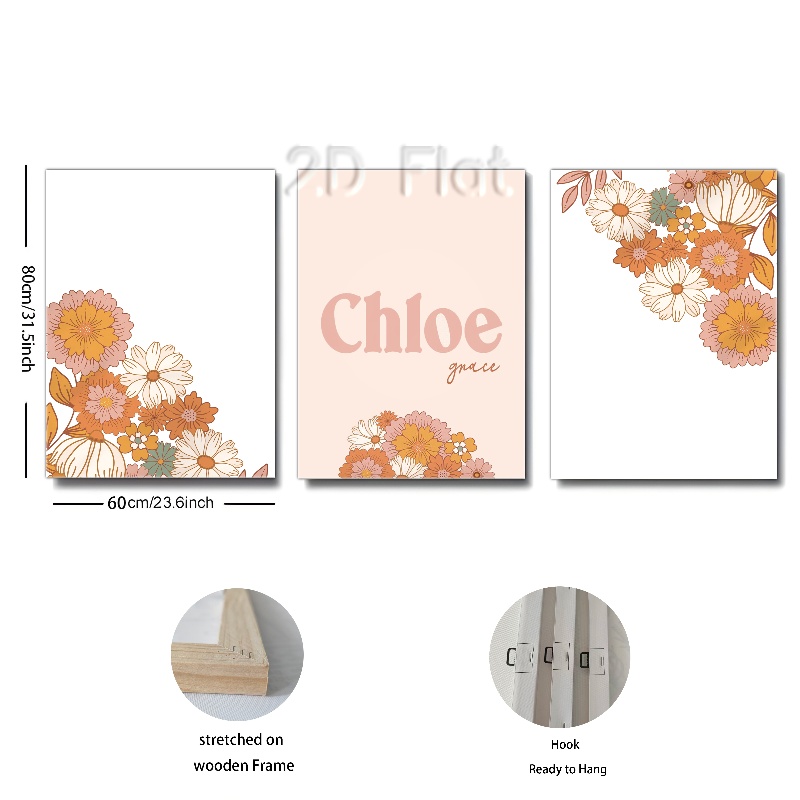 2D Flat
80cm/31.5inch
Chloe
grace
60cm/23.6inch
stretched on
wooden Frame
Hook
Ready to Hang